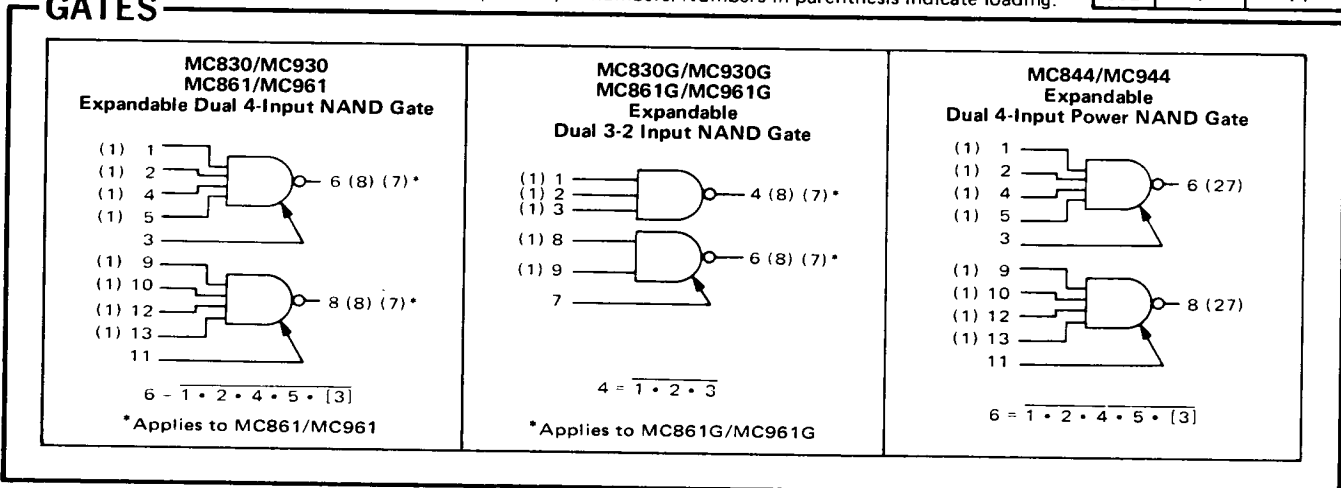 GATES
Numbers in parenthesis indicate loading.
MC830/MC930
MC861/MC961
Expandable Dual 4-Input NAND Gate
(1) 1
(1) 2
(1) 4
(1) 5
3
6 (8) (7)*
(1) 9
(1) 10
(1) 12
(1) 13
11
8 (8) (7)*
6 - 1 • 2 • 4 • 5 • [3]
*Applies to MC861/MC961
MC830G/MC930G
MC861G/MC961G
Expandable
Dual 3-2 Input NAND Gate
(1) 1
(1) 2
(1) 3
4 (8) (7)*
(1) 8
(1) 9
7
6 (8) (7)*
4 = 1 • 2 • 3
*Applies to MC861G/MC961G
MC844/MC944
Expandable
Dual 4-Input Power NAND Gate
(1) 1
(1) 2
(1) 4
(1) 5
3
6 (27)
(1) 9
(1) 10
(1) 12
(1) 13
11
8 (27)
6 = 1 • 2 • 4 • 5 • [3]